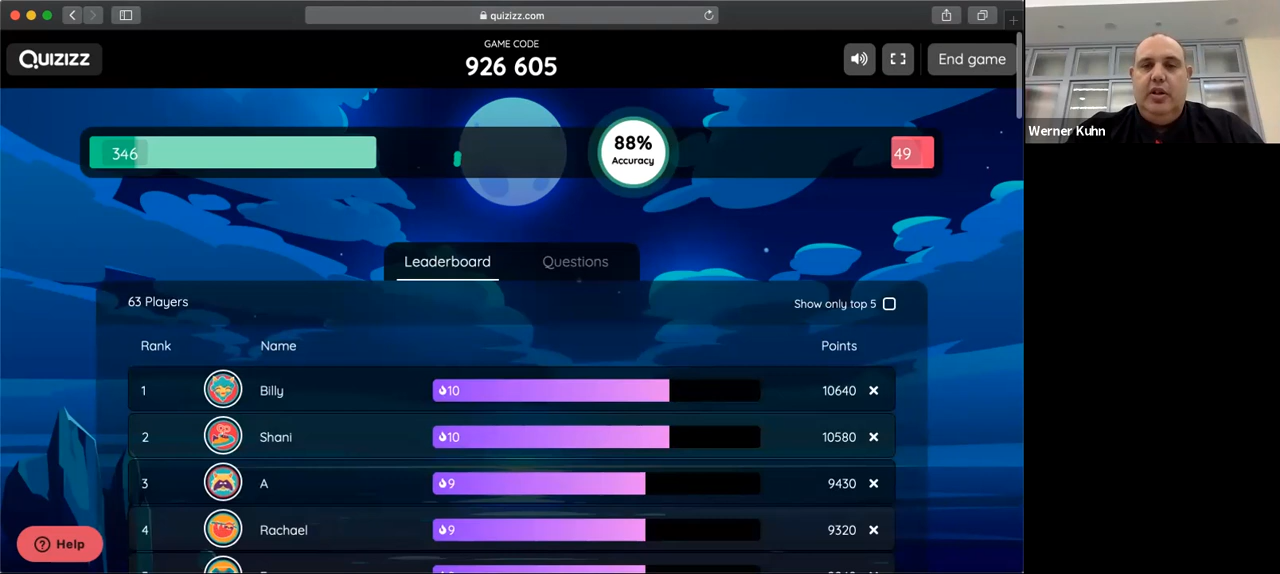 quizizz.com
Quizizz
GAME CODE
926 605
End game
Werner Kuhn
346
88%
Accuracy
49
Leaderboard
Questions
63 Players
Show only top 5
Rank
Name
Points
1
Billy
10
10640
2
Shani
10
10580
3
A
9
9430
4
Rachael
9
9320
Help